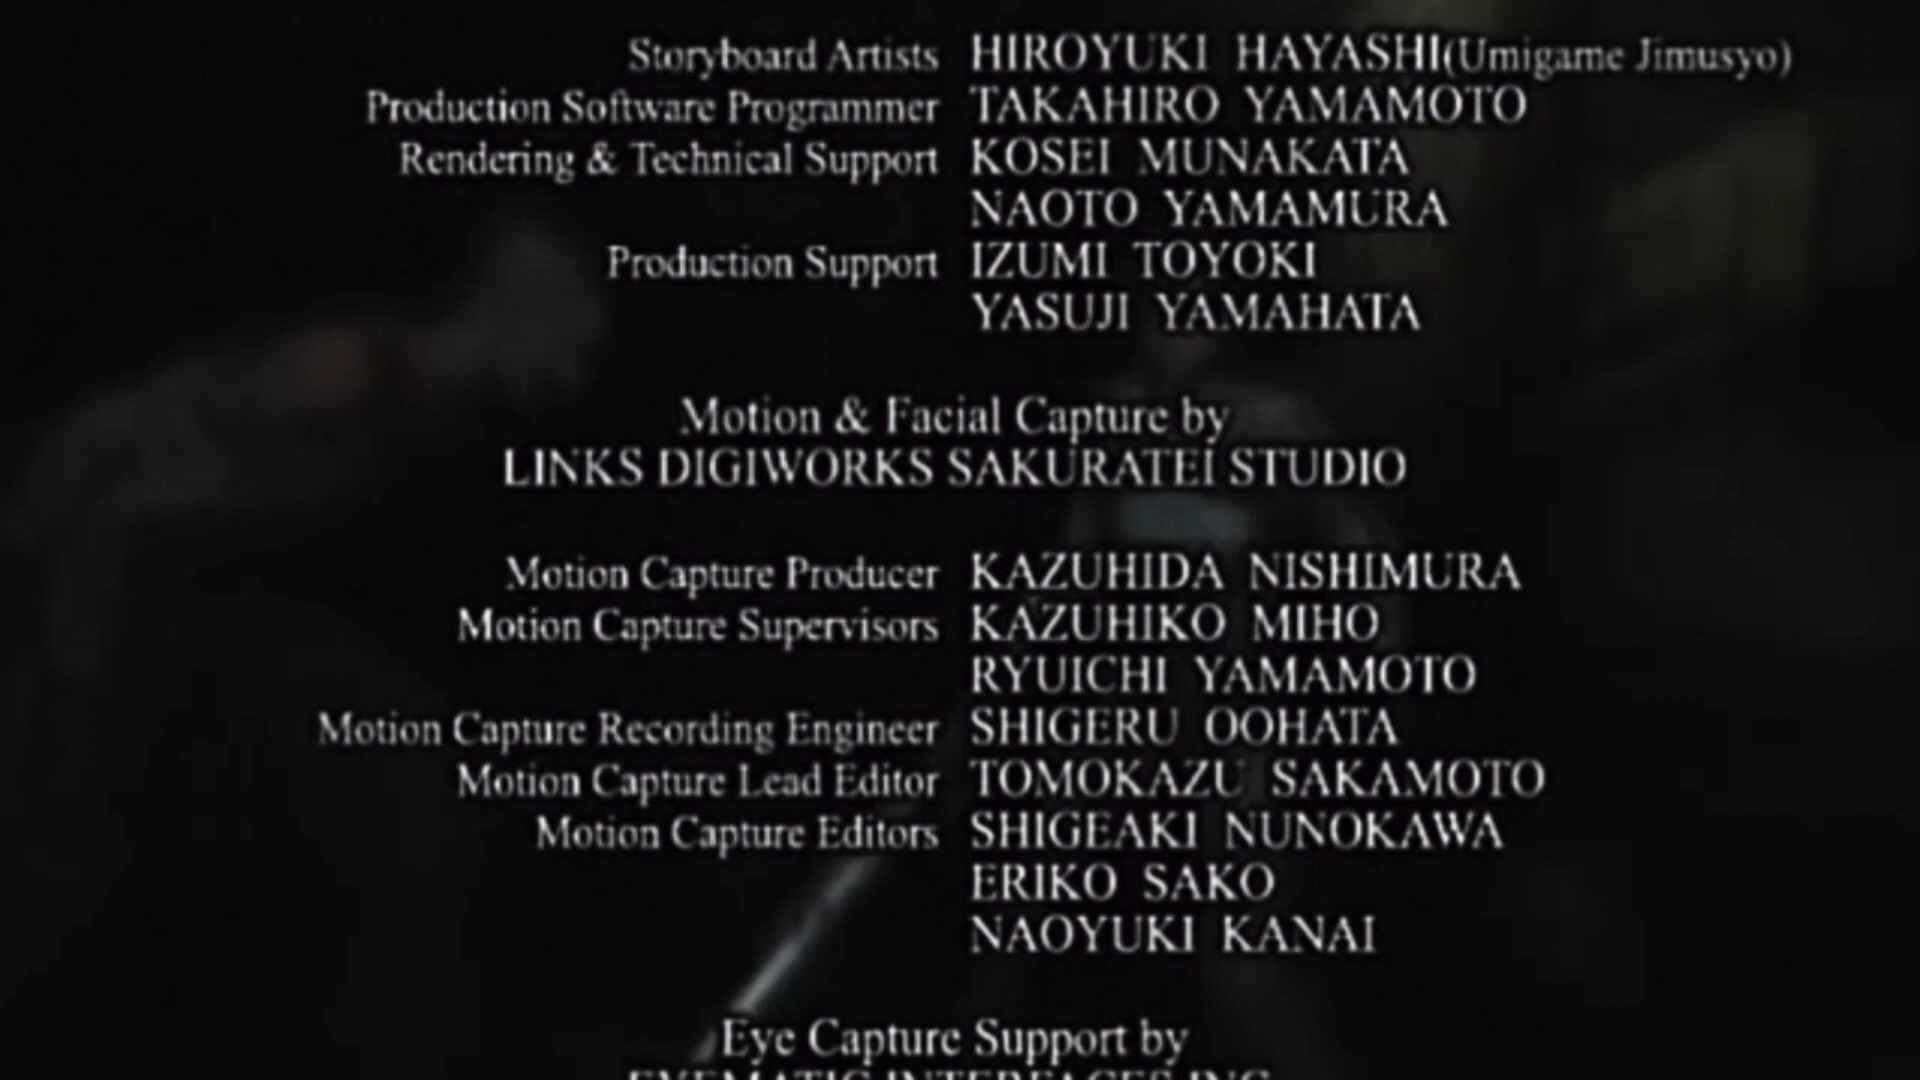 Storyboard Artists HIROYUKI HAYASHI(Umigame Jimusyo)
Production Software Programmer TAKAHIRO YAMAMOTO
Rendering & Technical Support KOSEI MUNAKATA
NAOTO YAMAMURA
Production Support IZUMI TOYOKI
YASUJI YAMAHATA
Motion & Facial Capture by
LINKS DIGIWORKS SAKURATEI STUDIO
Motion Capture Producer KAZUHIDA NISHIMURA
Motion Capture Supervisors KAZUHIKO MIHO
RYUICHI YAMAMOTO
Motion Capture Recording Engineer SHIGERU OOHATA
Motion Capture Lead Editor TOMOKAZU SAKAMOTO
Motion Capture Editors SHIGEAKI NUNOKAWA
ERIKO SAKO
NAOYUKI KANAI
Eye Capture Support by
EYEMATIC INTERFACES INC